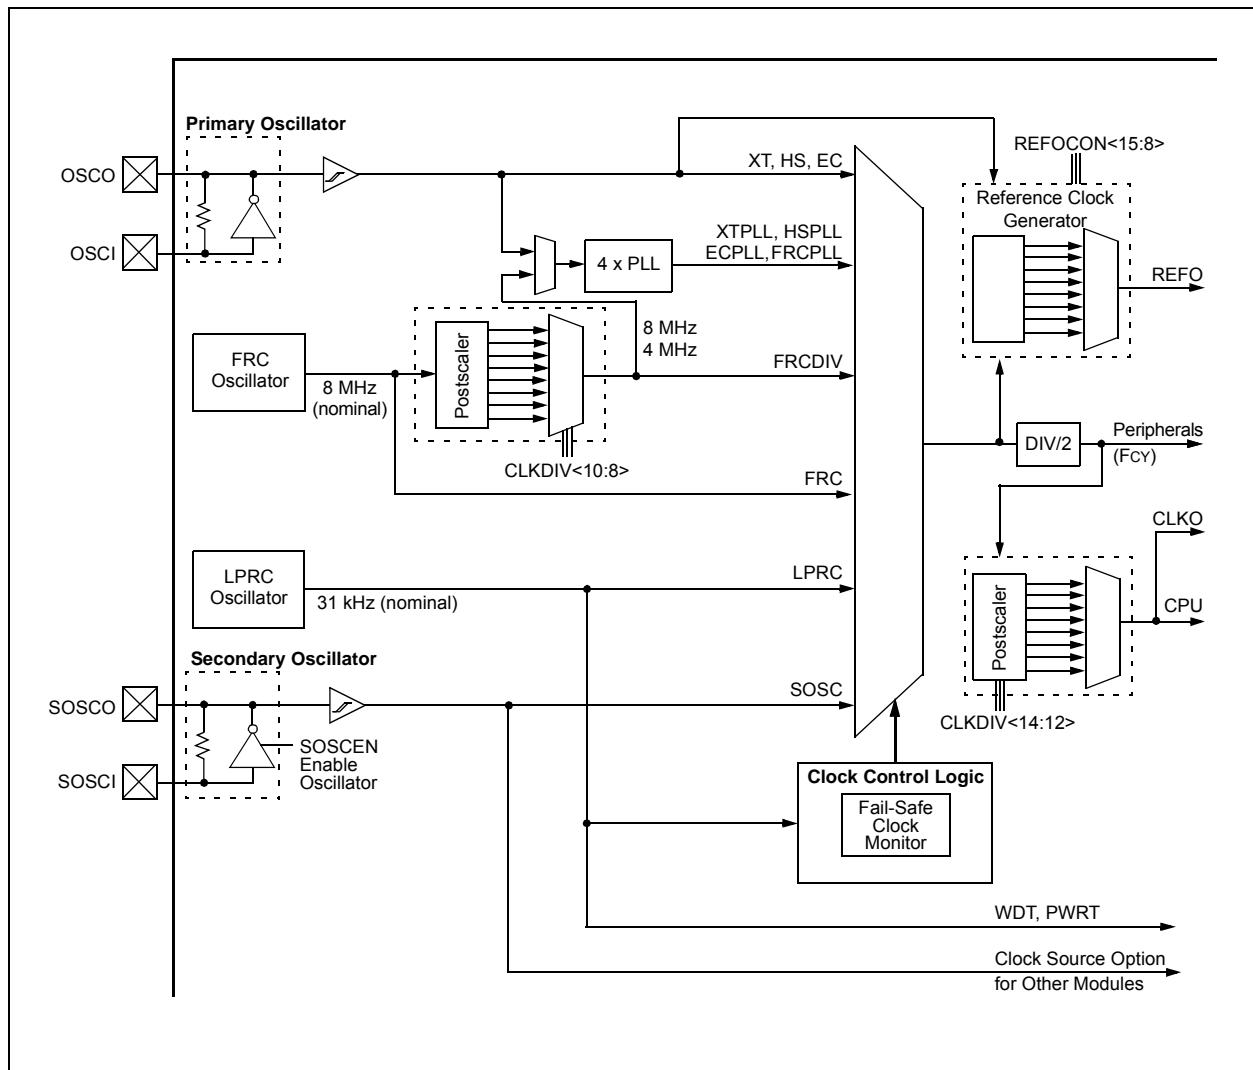 Primary Oscillator
OSCO
OSCI
XT, HS, EC
XTPLL, HSPLL
ECPLL, FRCPLL
4 x PLL
REFOCON<15:8>
Reference Clock
Generator
REFO
FRC
Oscillator
8 MHz
(nominal)
Postscaler
CLKDIV<10:8>
8 MHz
4 MHz
FRCDIV
FRC
DIV/2
Peripherals
(FCY)
CLKO
CPU
Postscaler
CLKDIV<14:12>
LPRC
Oscillator
31 kHz (nominal)
LPRC
Secondary Oscillator
SOSCO
SOSCI
SOSCEN
Enable
Oscillator
SOSC
Clock Control Logic
Fail-Safe
Clock
Monitor
WDT, PWRT
Clock Source Option
for Other Modules